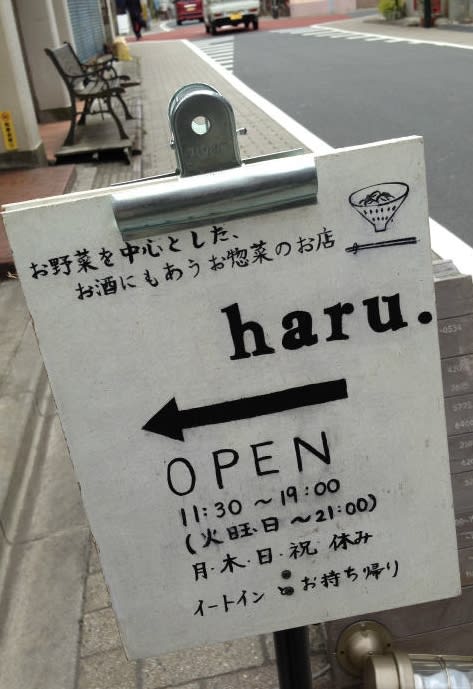 お野菜を中心とした、
お酒にもあうお惣菜のお店
haru.
OPEN
11:30 ~ 19:00
(火曜日 ~21:00)
月・木・日・祝 休み
イートイン と お持ち帰り